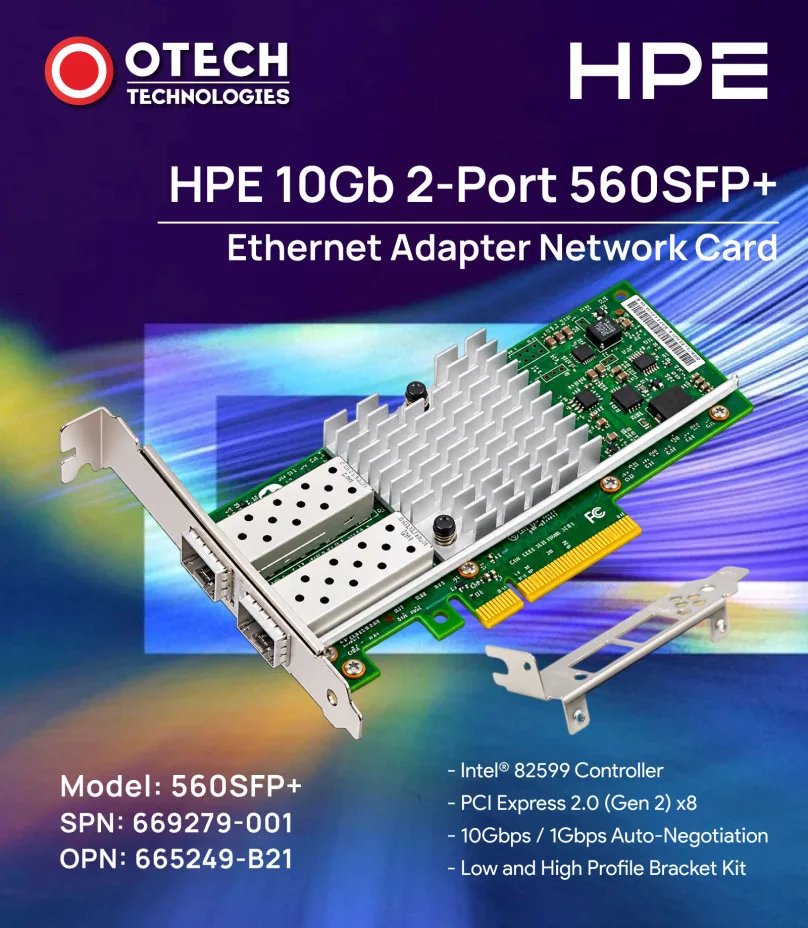 OTECH
TECHNOLOGIES
HPE
HPE 10Gb 2-Port 560SFP+
Ethernet Adapter Network Card
FC
Model: 560SFP+
SPN: 669279-001
OPN: 665249-B21
- Intel® 82599 Controller
- PCI Express 2.0 (Gen 2) x8
- 10Gbps / 1Gbps Auto-Negotiation
- Low and High Profile Bracket Kit